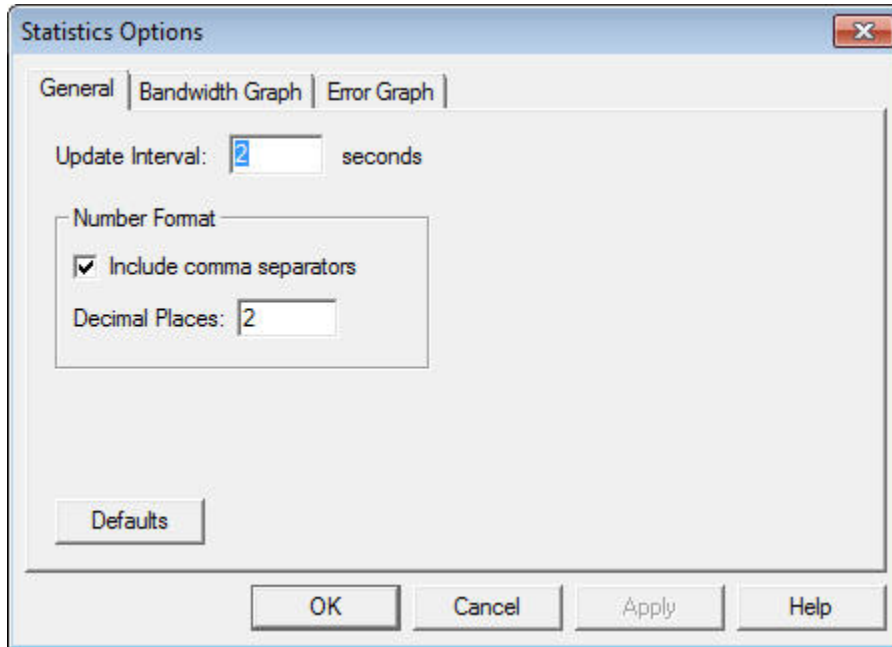 Statistics Options
General Bandwidth Graph Error Graph
Update Interval: 2 seconds
Number Format
Include comma separators
Decimal Places: 2
Defaults
OK Cancel Apply Help